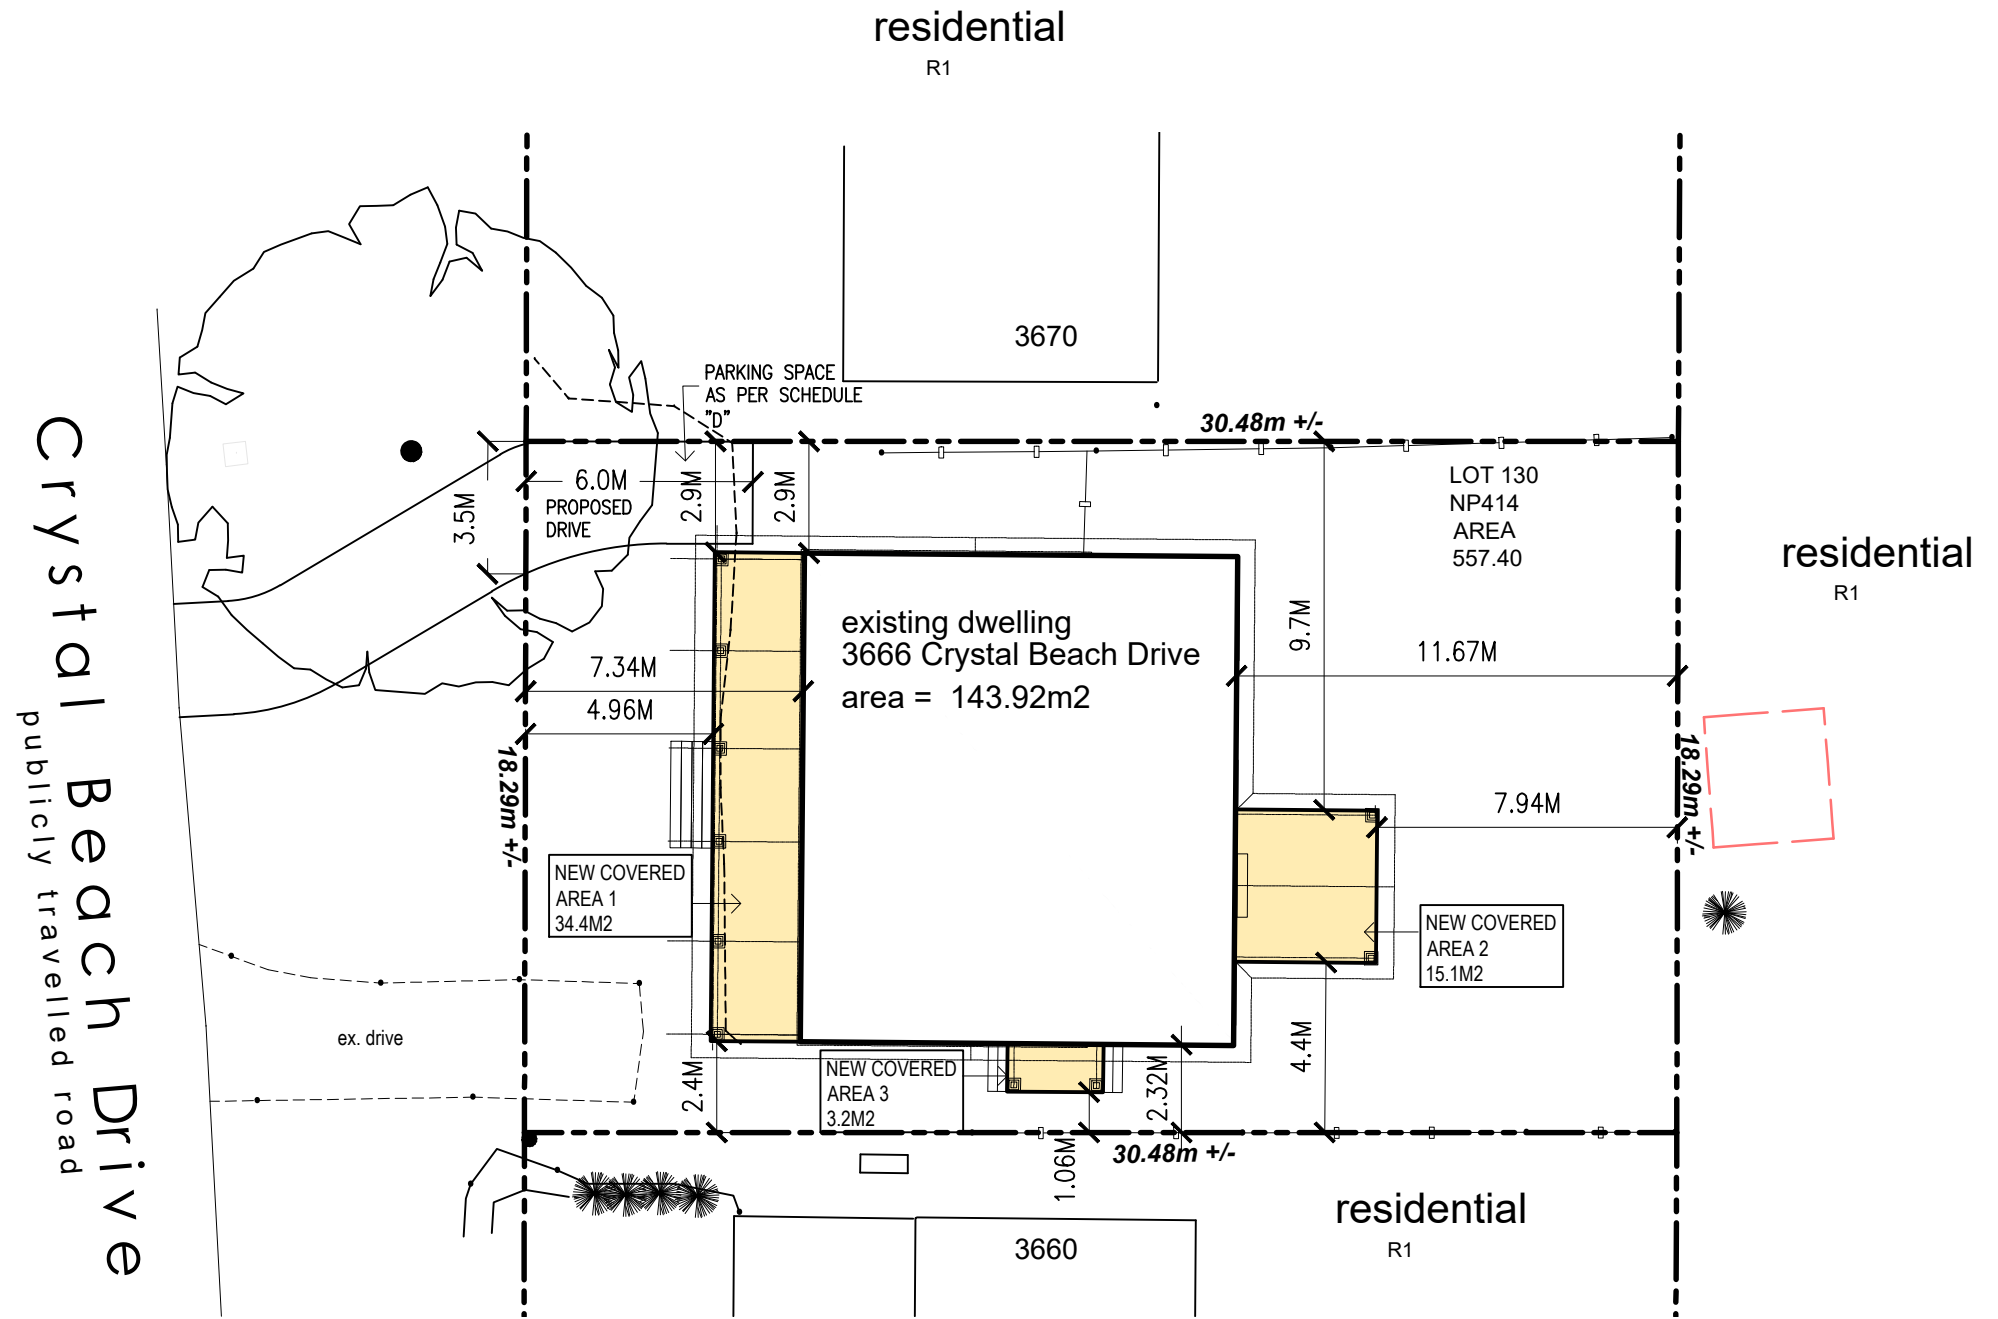 residential
R1
3670
PARKING SPACE
AS PER SCHEDULE
"D"
30.48m +/-
LOT 130
NP414
AREA
557.40
6.0M
PROPOSED
DRIVE
3.5M
2.9M
2.9M
residential
R1
existing dwelling
3666 Crystal Beach Drive
area = 143.92m2
9.7M
11.67M
7.34M
4.96M
18.29m +/-
18.29m +/-
7.94M
Crystal Beach Drive
publicly travelled road
NEW COVERED
AREA 1
34.4M2
NEW COVERED
AREA 2
15.1M2
ex. drive
2.4M
NEW COVERED
AREA 3
3.2M2
2.32M
4.4M
1.06M
30.48m +/-
residential
R1
3660